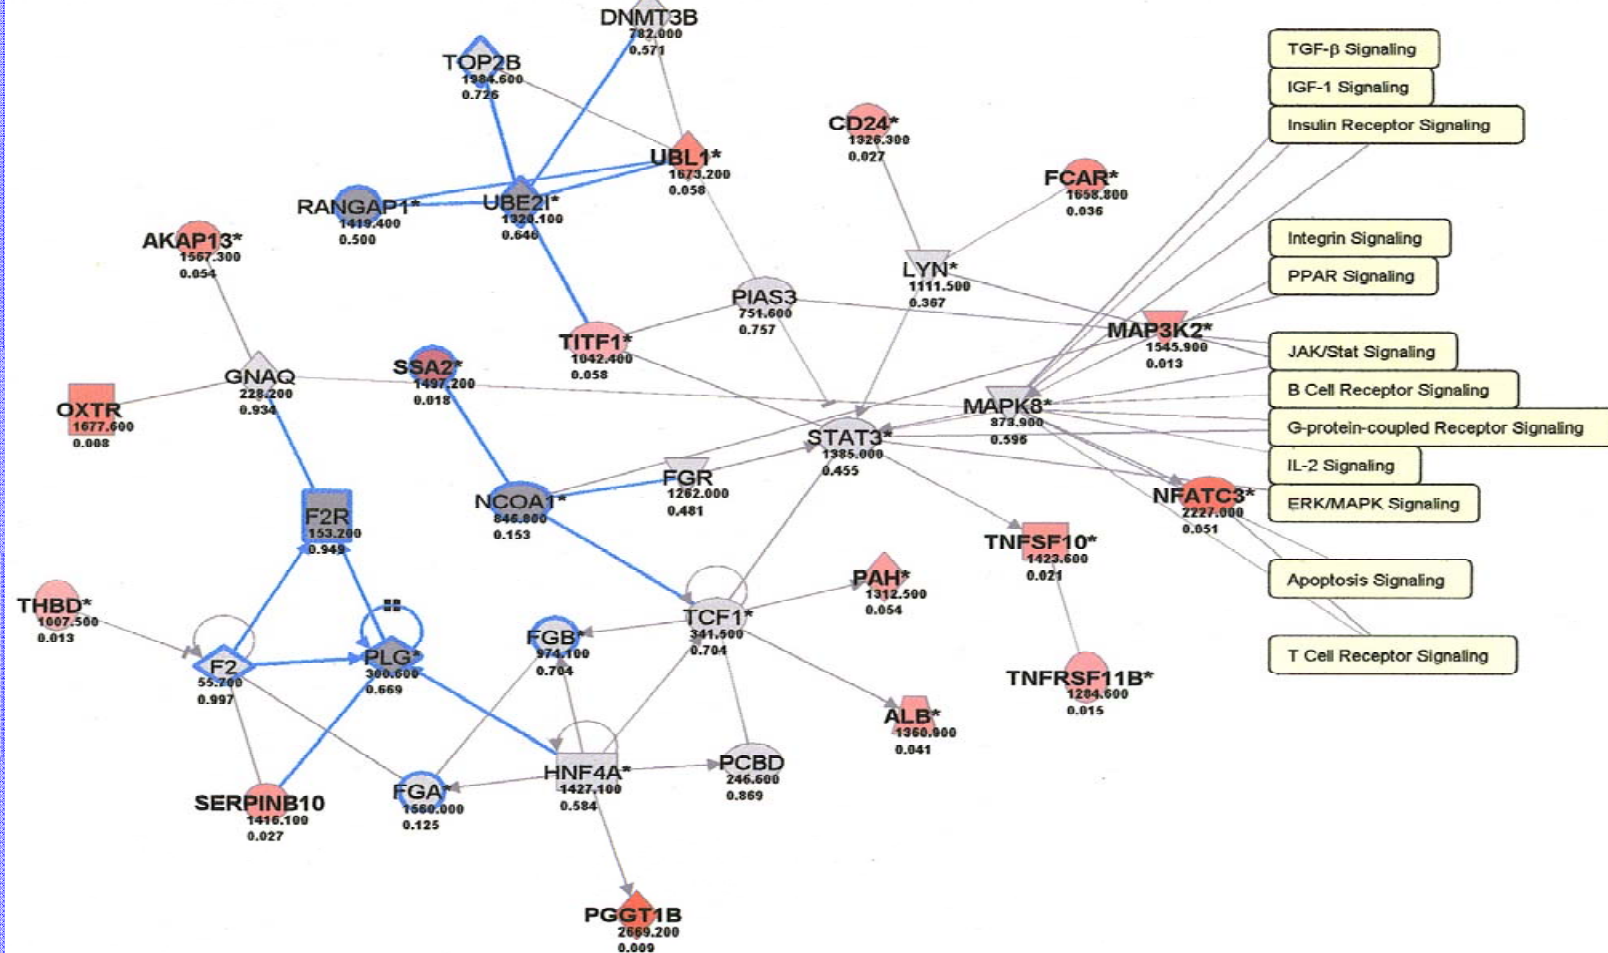 DNMT3B
782.000
0.571
TOP2B
1984.600
0.726
CD24*
1326.300
0.027
UBL1*
1673.200
0.058
FCAR*
1658.800
0.036
RANGAP1*
1419.400
0.500
UBE2I*
1320.100
0.646
AKAP13*
1567.300
0.054
LYN*
1111.500
0.367
PIAS3
751.600
0.757
MAP3K2*
1545.900
0.013
TITF1*
1042.400
0.058
SSA2*
1497.200
0.018
GNAQ
228.200
0.934
OXTR
1677.600
0.008
MAPK8*
873.900
0.596
STAT3*
1385.000
0.455
FGR
1262.000
0.481
NCOA1*
846.800
0.153
NFATC3*
2227.000
0.051
F2R
153.200
0.949
TNFSF10*
1423.600
0.021
PAH*
1312.500
0.054
THBD*
1007.500
0.013
TCF1*
341.500
0.704
FGB*
974.100
0.704
F2
55.700
0.997
PLG*
300.600
0.669
TNFRSF11B*
1284.600
0.015
ALB*
1360.900
0.041
PCBD
246.600
0.869
HNF4A*
1427.100
0.584
FGA*
1560.000
0.125
SERPINB10
1416.100
0.027
PGGT1B
2669.200
0.009
TGF-β Signaling
IGF-1 Signaling
Insulin Receptor Signaling
Integrin Signaling
PPAR Signaling
JAK/Stat Signaling
B Cell Receptor Signaling
G-protein-coupled Receptor Signaling
IL-2 Signaling
ERK/MAPK Signaling
Apoptosis Signaling
T Cell Receptor Signaling